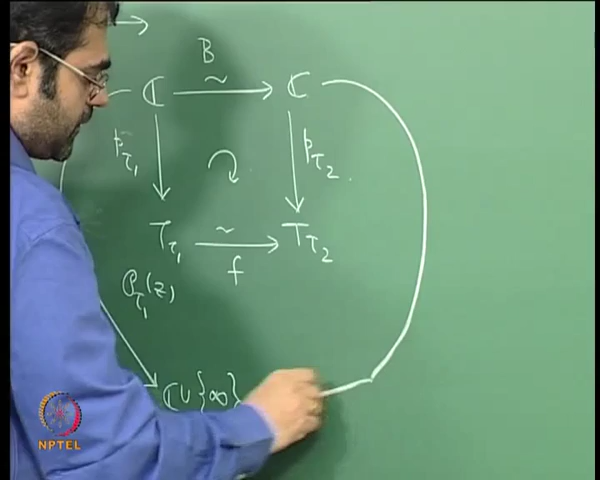 B
ℂ ~ ℂ
p_τ₁ p_τ₂
T_τ₁ ~ T_τ₂
f
℘_τ₁(z)
ℂ ∪ {∞}
NPTEL